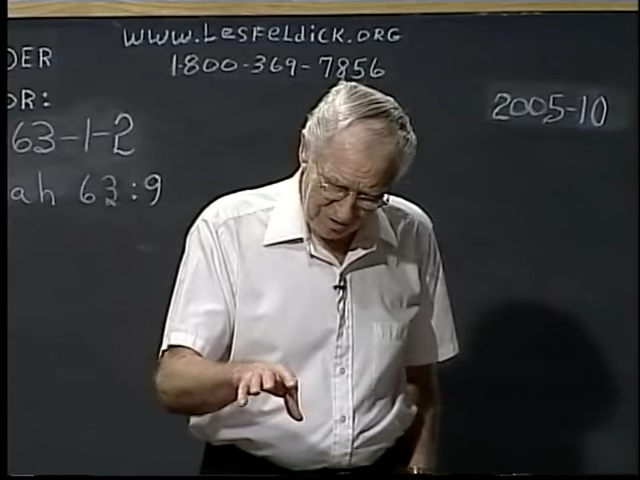 www.LesFeldick.org
1-800-369-7856
DER
OR:
63-1-2
ah 63:9
2005-10